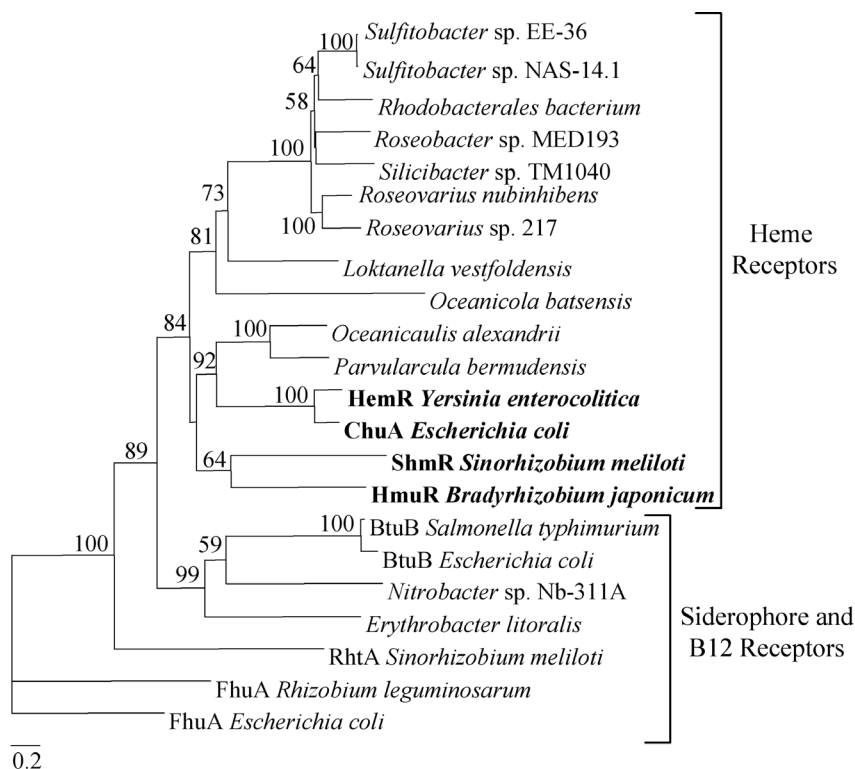 100
Sulfitobacter sp. EE-36
64
Sulfitobacter sp. NAS-14.1
58
Rhodobacterales bacterium
Roseobacter sp. MED193
100
Silicibacter sp. TM1040
73
Roseovarius nubinhibens
100
Roseovarius sp. 217
81
Loktanella vestfoldensis
Oceanicola batsensis
84
100
Oceanicaulis alexandrii
92
Parvularcula bermudensis
100
HemR Yersinia enterocolitica
ChuA Escherichia coli
89
64
ShmR Sinorhizobium meliloti
HmuR Bradyrhizobium japonicum
Heme
Receptors
100
100
BtuB Salmonella typhimurium
59
BtuB Escherichia coli
99
Nitrobacter sp. Nb-311A
Erythrobacter litoralis
RhtA Sinorhizobium meliloti
FhuA Rhizobium leguminosarum
FhuA Escherichia coli
Siderophore and
B12 Receptors
0.2